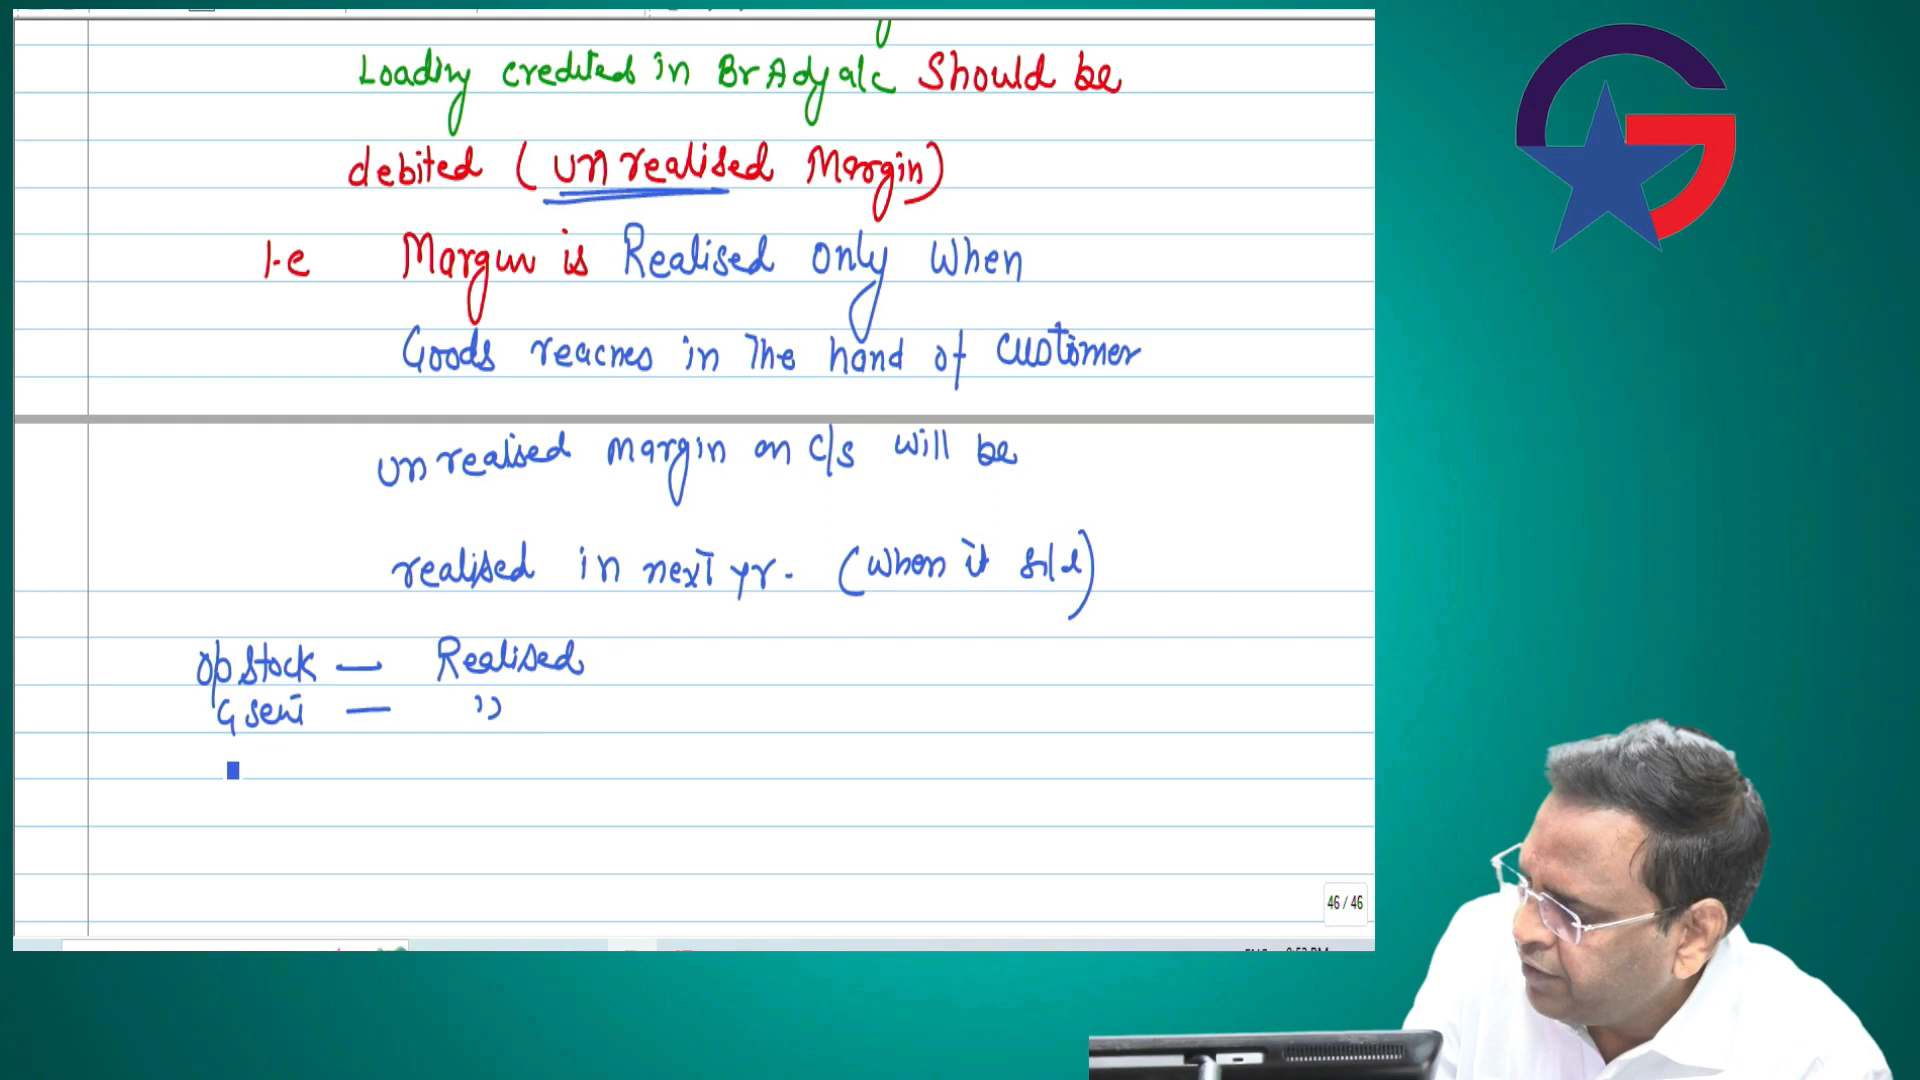 Loading credited in Br Adj a/c Should be
debited (unrealised Margin)
I-e Margin is Realised only when
Goods reaches in The hand of customer
unrealised margin on c/s will be
realised in next yr. (when it sold)
op stock — Realised
G sent — ))
46 / 46